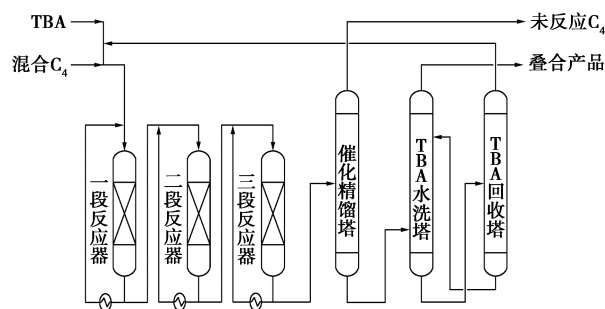 TBA
混合C₄
未反应C₄
叠合产品
一段反应器
二段反应器
三段反应器
催化精馏塔
TBA水洗塔
TBA回收塔